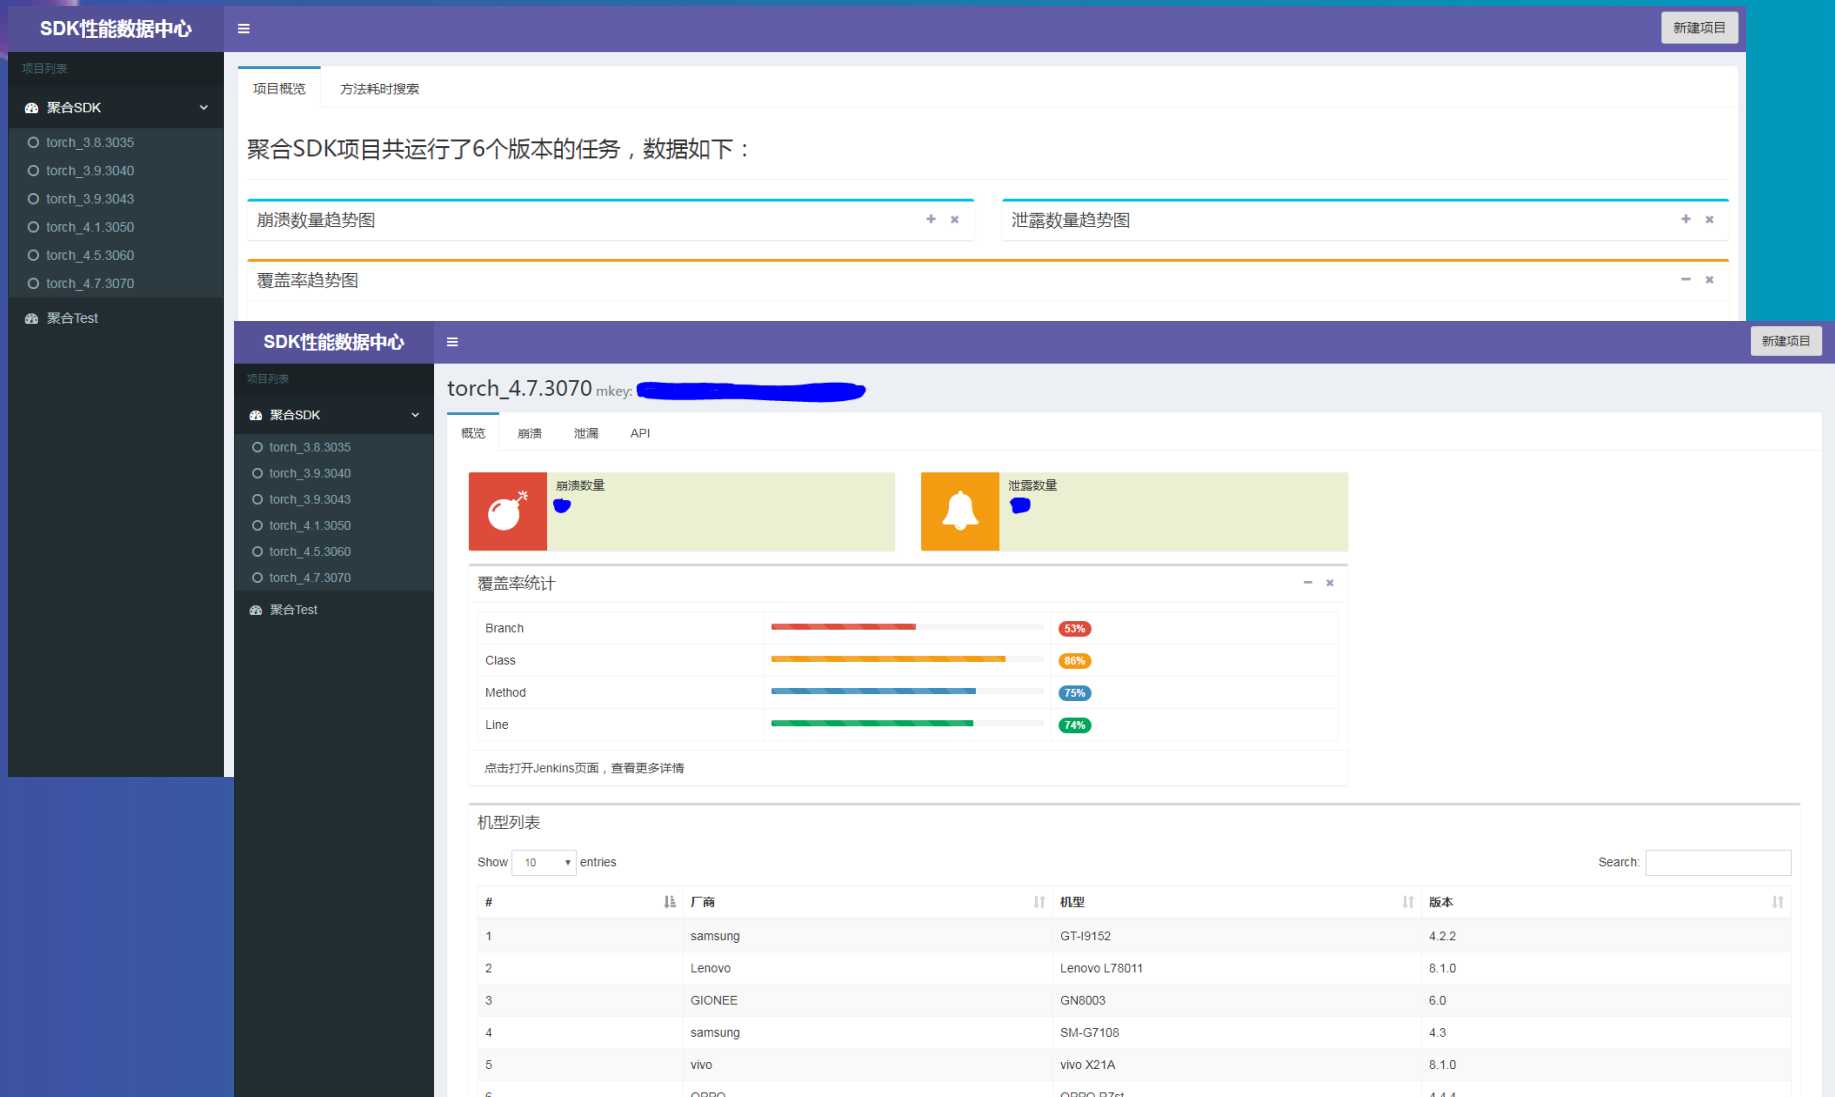 SDK性能数据中心
新建项目
项目列表
聚合SDK
torch_3.8.3035
torch_3.9.3040
torch_3.9.3043
torch_4.1.3050
torch_4.5.3060
torch_4.7.3070
聚合Test
项目概览 方法耗时搜索
聚合SDK项目共运行了6个版本的任务，数据如下：
崩溃数量趋势图
泄露数量趋势图
覆盖率趋势图
SDK性能数据中心
新建项目
项目列表
聚合SDK
torch_3.8.3035
torch_3.9.3040
torch_3.9.3043
torch_4.1.3050
torch_4.5.3060
torch_4.7.3070
聚合Test
torch_4.7.3070 mkey:
概览 崩溃 泄漏 API
崩溃数量
泄露数量
覆盖率统计
Branch 53%
Class 86%
Method 75%
Line 74%
点击打开Jenkins页面，查看更多详情
机型列表
Show 10 entries Search:
# 厂商 机型 版本
1 samsung GT-I9152 4.2.2
2 Lenovo Lenovo L78011 8.1.0
3 GIONEE GN8003 6.0
4 samsung SM-G7108 4.3
5 vivo vivo X21A 8.1.0
6 OPPO OPPO R7st 4.4.4